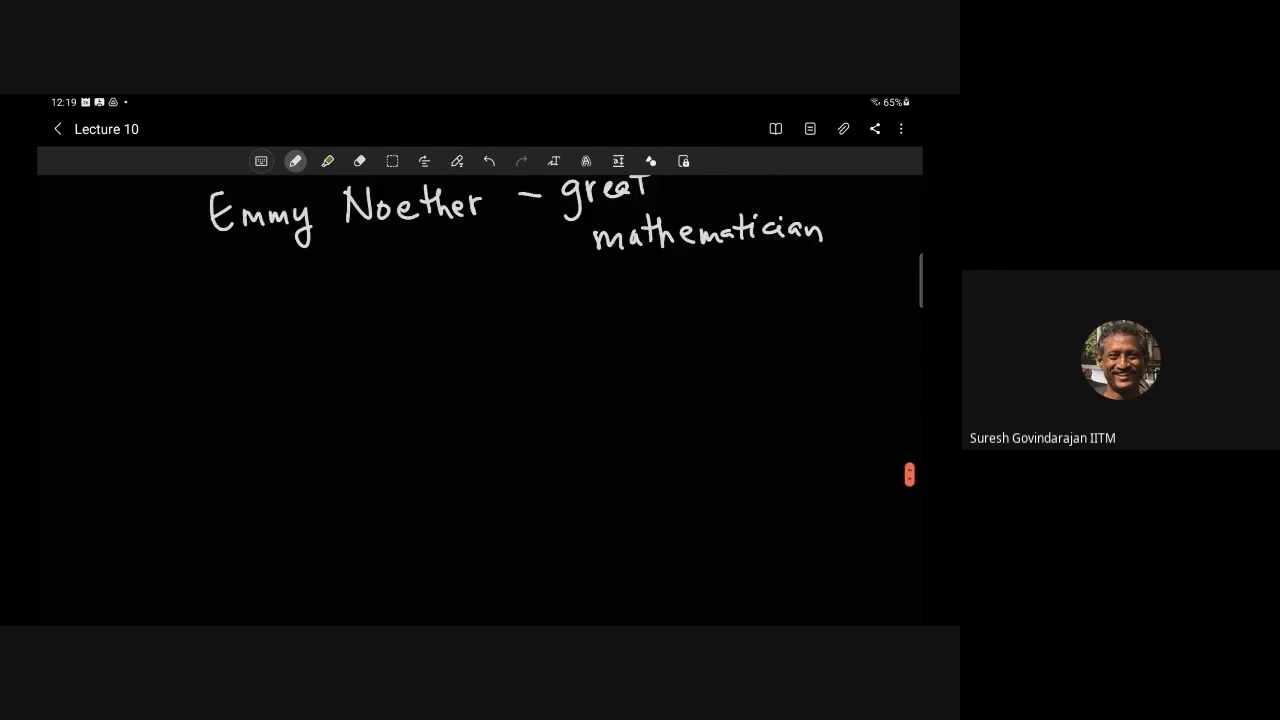 12:19
65%
Lecture 10
Emmy Noether - great
mathematician
Suresh Govindarajan IITM